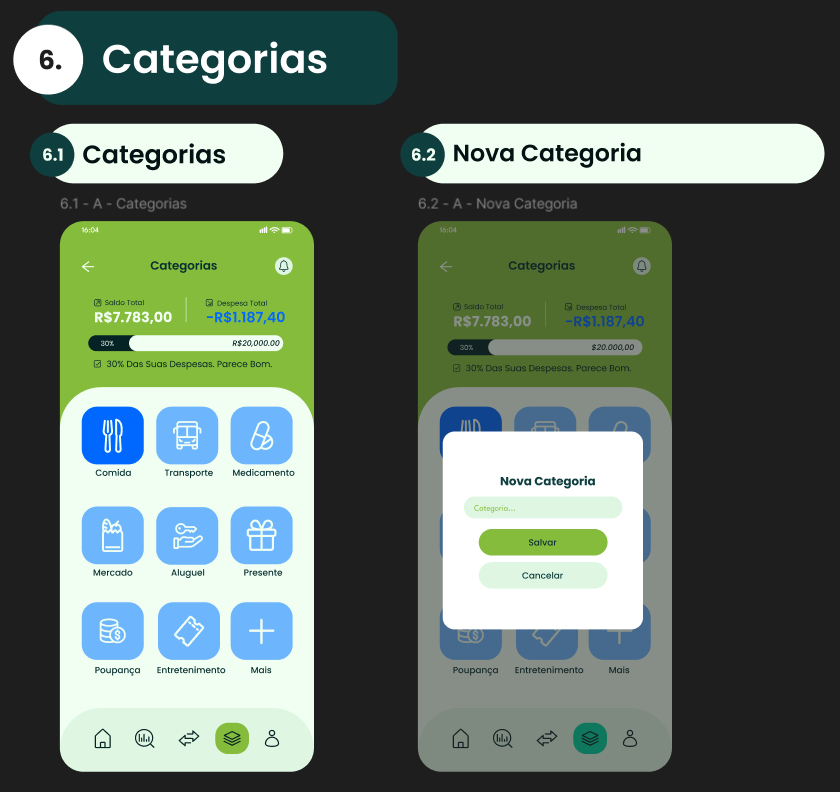 6. Categorias
6.1 Categorias
6.2 Nova Categoria
6.1 - A - Categorias
16:04
Categorias
Saldo Total
Despesa Total
R$7.783,00
-R$1.187,40
30%
R$20,000.00
30% Das Suas Despesas. Parece Bom.
Comida
Transporte
Medicamento
Mercado
Aluguel
Presente
Poupança
Entretenimento
Mais
6.2 - A - Nova Categoria
16:04
Categorias
Saldo Total
Despesa Total
R$7.783,00
-R$1.187,40
30%
$20.000,00
30% Das Suas Despesas. Parece Bom.
Nova Categoria
Categoria...
Salvar
Cancelar
Poupança
Entretenimento
Mais